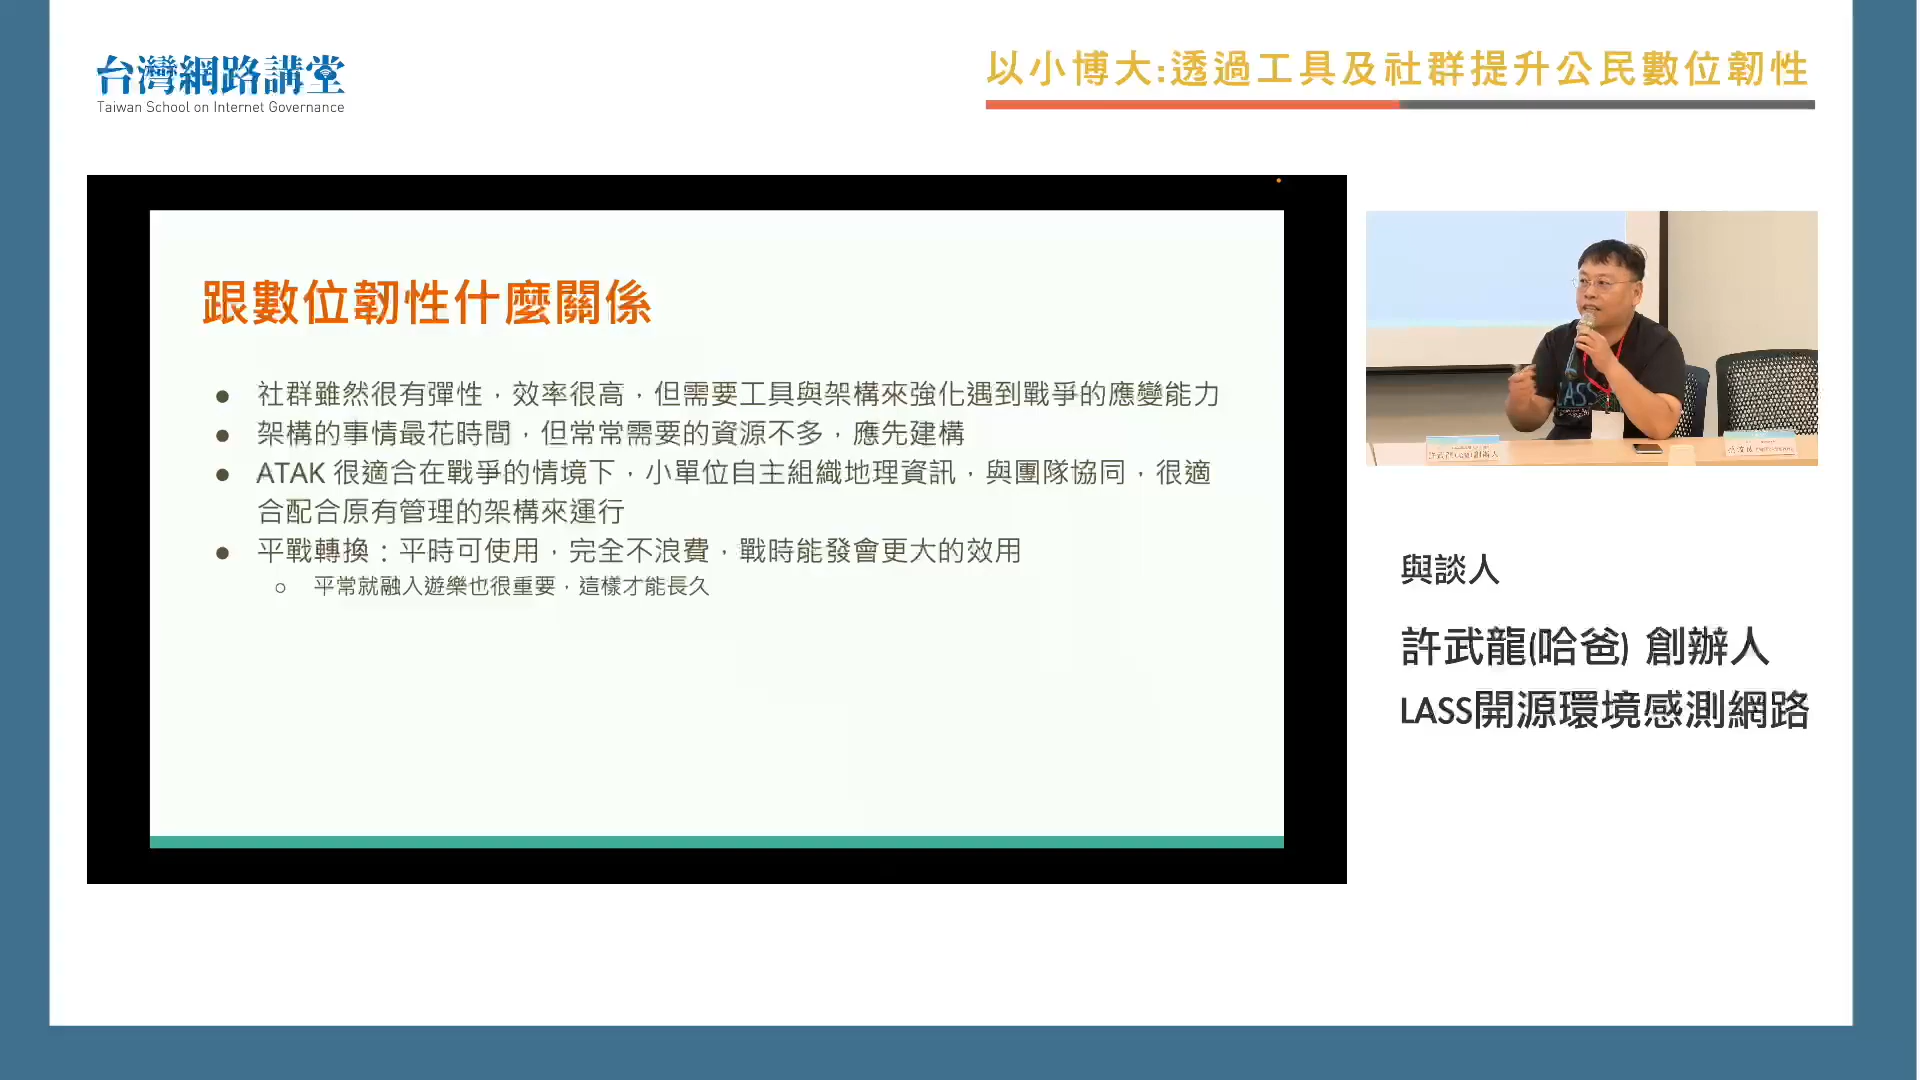 台灣網路講堂
Taiwan School on Internet Governance
以小博大:透過工具及社群提升公民數位韌性
跟數位韌性什麼關係
● 社群雖然很有彈性，效率很高，但需要工具與架構來強化遇到戰爭的應變能力
● 架構的事情最花時間，但常常需要的資源不多，應先建構
● ATAK 很適合在戰爭的情境下，小單位自主組織地理資訊，與團隊協同，很適
合配合原有管理的架構來運行
● 平戰轉換：平時可使用，完全不浪費，戰時能發會更大的效用
○ 平常就融入遊樂也很重要，這樣才能長久
LASS
許武龍(哈爸)創辦人
與談人
許武龍(哈爸) 創辦人
LASS開源環境感測網路